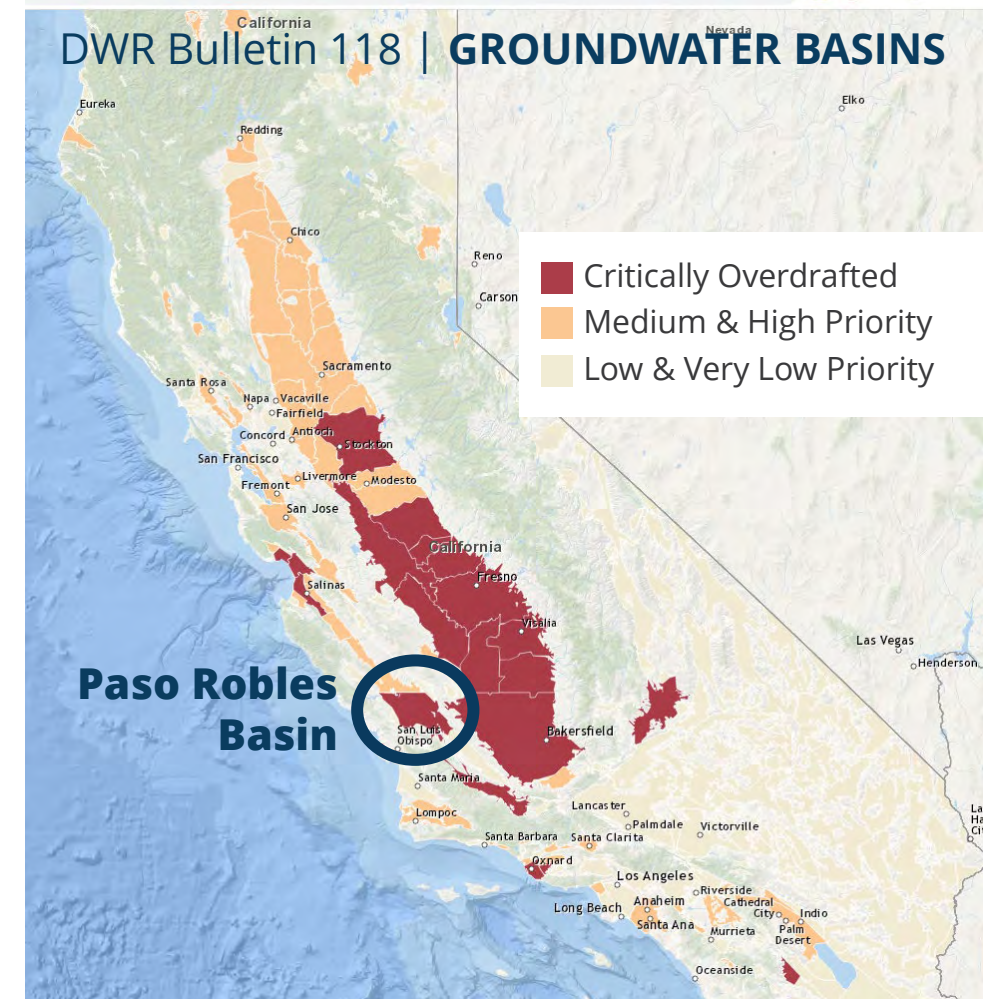 California
Nevada
DWR Bulletin 118 | GROUNDWATER BASINS
Eureka
Elko
Redding
Chico
Reno
Carson
Critically Overdrafted
Medium & High Priority
Low & Very Low Priority
Sacramento
Santa Rosa
Napa
Vacaville
Fairfield
Concord
Antioch
Stockton
San Francisco
Livermore
Modesto
Fremont
San Jose
California
Fresno
Salinas
Visalia
Las Vegas
Henderson
Paso Robles
Basin
San Luis
Obispo
Bakersfield
Santa Maria
Lompoc
Lancaster
Palmdale
Victorville
Santa Barbara
Santa Clarita
La
Ha
Cit
Oxnard
Los Angeles
Riverside
Long Beach
Anaheim
Cathedral
City
Indio
Santa Ana
Murrieta
Palm
Desert
Oceanside